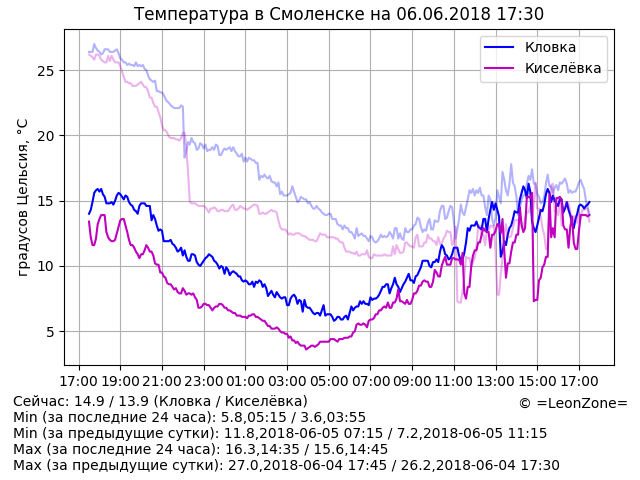 Температура в Смоленске на 06.06.2018 17:30
Кловка
Киселёвка
градусов Цельсия, °C
25
20
15
10
5
17:00 19:00 21:00 23:00 01:00 03:00 05:00 07:00 09:00 11:00 13:00 15:00 17:00
Сейчас: 14.9 / 13.9 (Кловка / Киселёвка)
© =LeonZone=
Min (за последние 24 часа): 5.8,05:15 / 3.6,03:55
Min (за предыдущие сутки): 11.8,2018-06-05 07:15 / 7.2,2018-06-05 11:15
Max (за последние 24 часа): 16.3,14:35 / 15.6,14:45
Max (за предыдущие сутки): 27.0,2018-06-04 17:45 / 26.2,2018-06-04 17:30